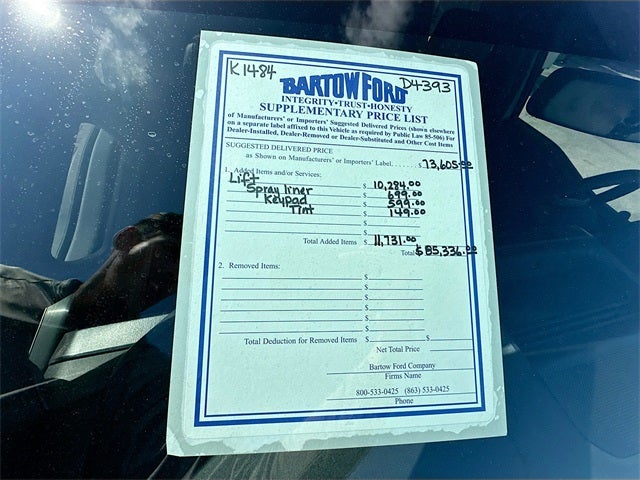 K1484 D4393
BARTOW FORD
INTEGRITY•TRUST•HONESTY
SUPPLEMENTARY PRICE LIST
of Manufacturers' or Importers' Suggested Delivered Prices (shown elsewhere
on a separate label affixed to this Vehicle as required by Public Law 85-506) For
Dealer-Installed, Dealer-Removed or Dealer-Substituted and Other Cost Items
SUGGESTED DELIVERED PRICE
as Shown on Manufacturers' or Importers' Label......$ 73,605.00
1. Added Items and/or Services:
Lift $ 10,284.00
Spray liner $ 699.00
Keypad $ 599.00
Tint $ 149.00
$
$
Total Added Items $ 11,731.00
Total $ 85,336.00
2. Removed Items:
$
$
$
$
$
$
Total Deduction for Removed Items $ $
Net Total Price
Bartow Ford Company
Firms Name
800-533-0425 (863) 533-0425
Phone